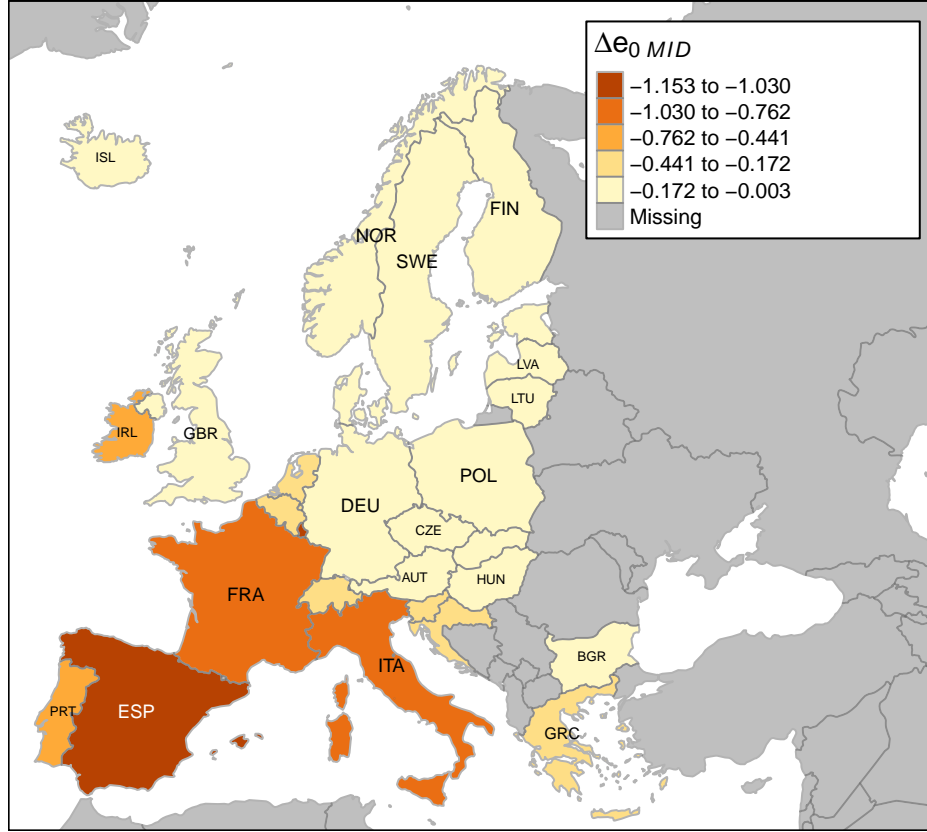 Δe0 MID
−1.153 to −1.030
−1.030 to −0.762
−0.762 to −0.441
−0.441 to −0.172
−0.172 to −0.003
Missing
ISL
FIN
NOR
SWE
LVA
LTU
IRL
GBR
POL
DEU
CZE
AUT
HUN
FRA
BGR
ITA
PRT
ESP
GRC